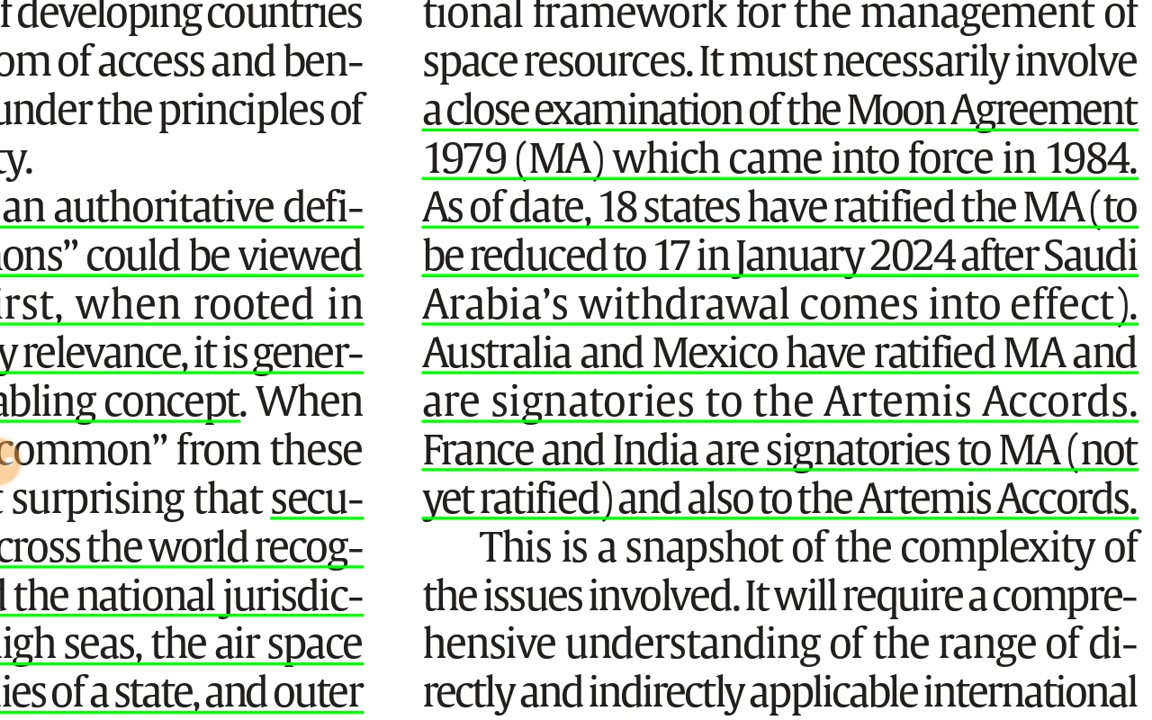 f developing countries
om of access and ben-
under the principles of
ty.
an authoritative defi-
ons” could be viewed
irst, when rooted in
y relevance, it is gener-
abling concept. When
common” from these
t surprising that secu-
cross the world recog-
d the national jurisdic-
igh seas, the air space
ies of a state, and outer
tional framework for the management of
space resources. It must necessarily involve
a close examination of the Moon Agreement
1979 (MA) which came into force in 1984.
As of date, 18 states have ratified the MA (to
be reduced to 17 in January 2024 after Saudi
Arabia’s withdrawal comes into effect).
Australia and Mexico have ratified MA and
are signatories to the Artemis Accords.
France and India are signatories to MA (not
yet ratified) and also to the Artemis Accords.
This is a snapshot of the complexity of
the issues involved. It will require a compre-
hensive understanding of the range of di-
rectly and indirectly applicable international